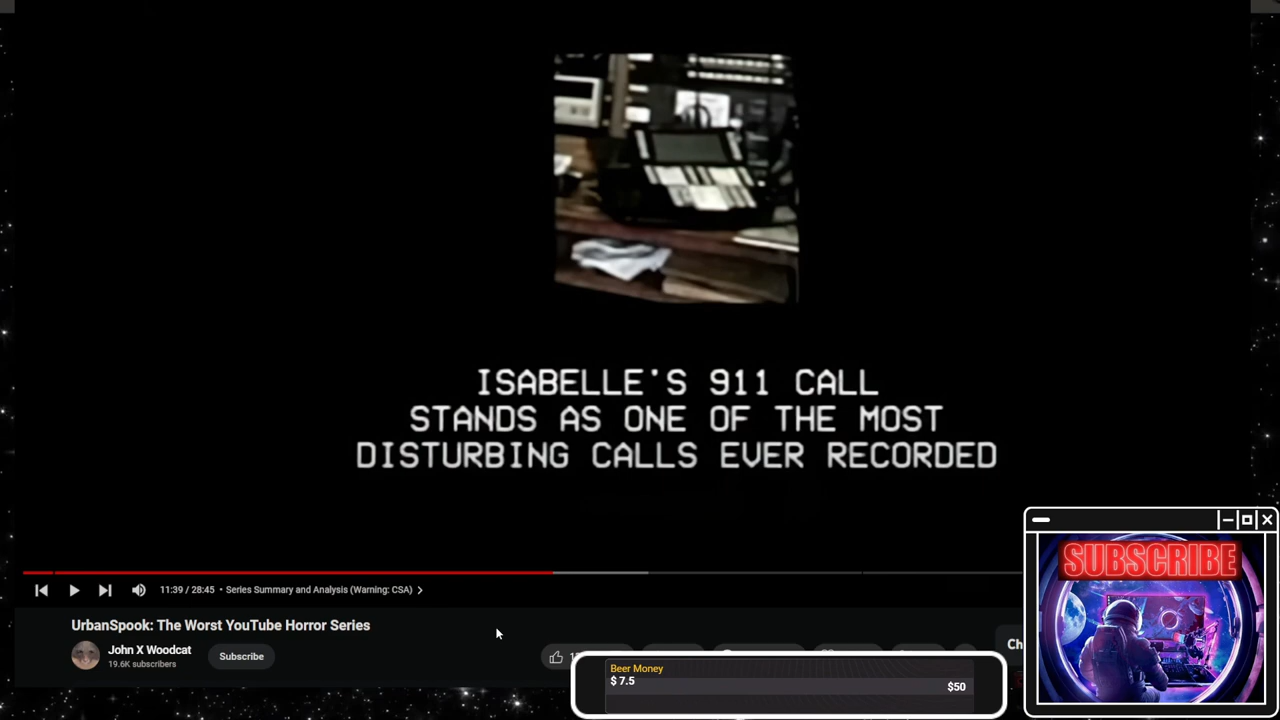 ISABELLE'S 911 CALL
STANDS AS ONE OF THE MOST
DISTURBING CALLS EVER RECORDED
11:39 / 28:45 • Series Summary and Analysis (Warning: CSA)
UrbanSpook: The Worst YouTube Horror Series
John X Woodcat
19.6K subscribers
Subscribe
Ch
Beer Money
$ 7.5
$50
SUBSCRIBE